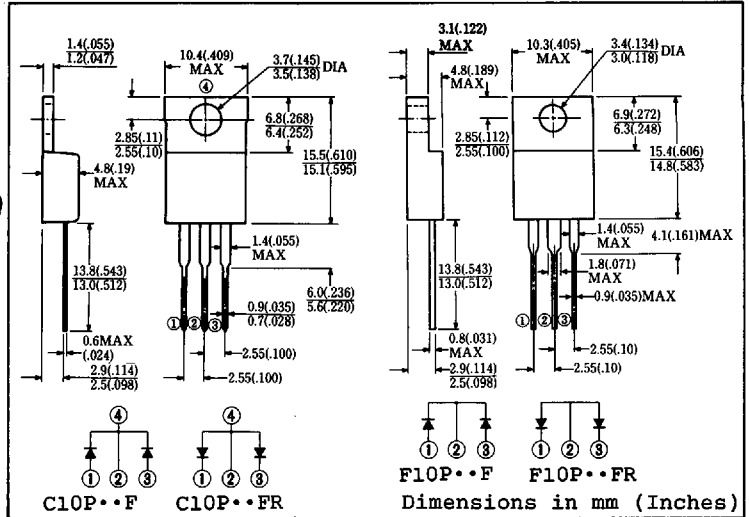 1.4(.055)
1.2(.047)
10.4(.409)
MAX
④
3.7(.145) DIA
3.5(.138)
2.85(.11)
2.55(.10)
6.8(.268)
6.4(.252)
15.5(.610)
15.1(.595)
4.8(.19)
MAX
1.4(.055)
MAX
13.8(.543)
13.0(.512)
6.0(.236)
5.6(.220)
0.9(.035)
0.7(.028)
① ② ③
0.6MAX
(.024)
2.55(.100)
2.9(.114)
2.5(.098)
2.55(.100)
3.1(.122)
MAX
10.3(.405)
MAX
3.4(.134) DIA
3.0(.118)
4.8(.189)
MAX
2.85(.112)
2.55(.100)
6.9(.272)
6.3(.248)
15.4(.606)
14.8(.583)
1.4(.055)
MAX
4.1(.161)MAX
1.8(.071)
MAX
13.8(.543)
13.0(.512)
0.9(.035)MAX
① ② ③
0.8(.031)
MAX
2.55(.10)
2.9(.114)
2.5(.098)
2.55(.10)
④
① ② ③
C10P••F
④
① ② ③
C10P••FR
① ② ③
F10P••F
① ② ③
F10P••FR
Dimensions in mm (Inches)